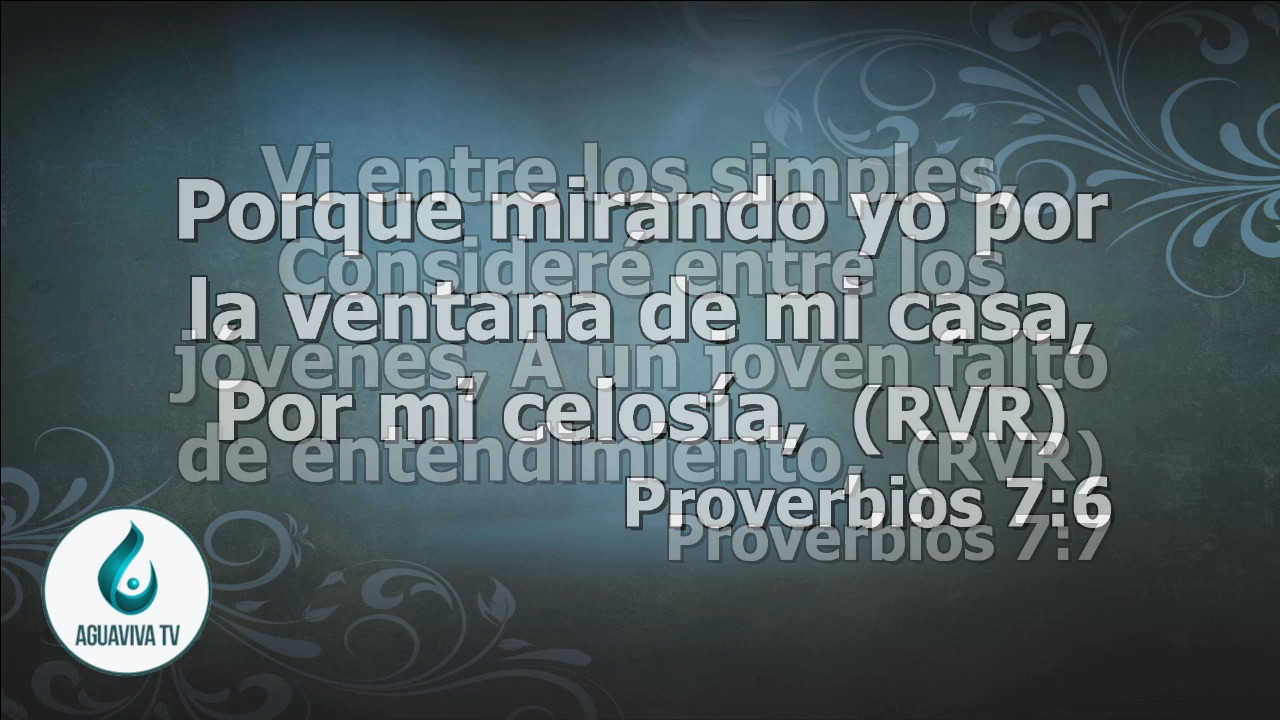 Porque mirando yo por
la ventana de mi casa,
Por mi celosía, (RVR)
Proverbios 7:6
Vi entre los simples,
Consideré entre los
jóvenes, A un joven falto
de entendimiento, (RVR)
Proverbios 7:7
AGUAVIVA TV